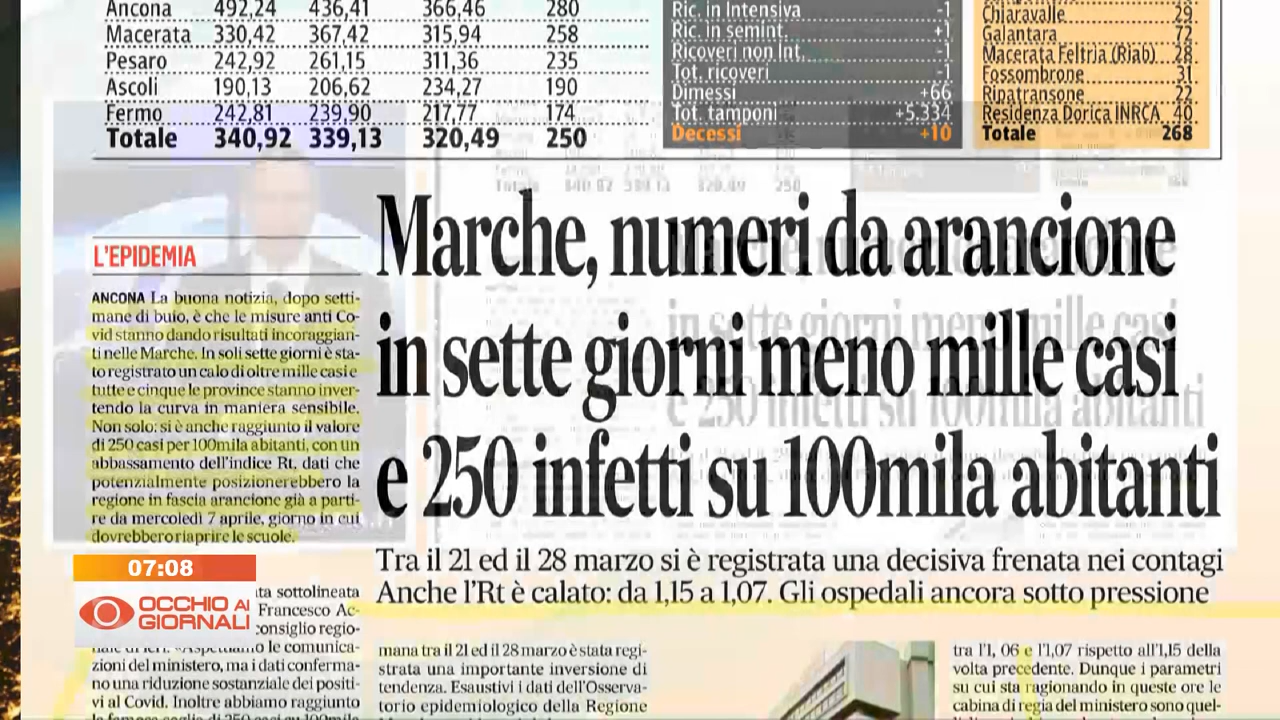 Ancona 492,24 436,41 366,46 280
Macerata 330,42 367,42 315,94 258
Pesaro 242,92 261,15 311,36 235
Ascoli 190,13 206,62 234,27 190
Fermo 242,81 239,90 217,77 174
Totale 340,92 339,13 320,49 250
Ric. in Intensiva -1
Ric. in semint. +1
Ricoveri non Int. -1
Tot. ricoveri -1
Dimessi +66
Tot. tamponi +5.334
Decessi +10
Chiaravalle 29
Galantara 72
Macerata Feltria (Riab) 28
Fossombrone 31
Ripatransone 22
Residenza Dorica INRCA 40
Totale 268
L'EPIDEMIA
Marche, numeri da arancione
in sette giorni meno mille casi
e 250 infetti su 100mila abitanti
Tra il 21 ed il 28 marzo si è registrata una decisiva frenata nei contagi
Anche l'Rt è calato: da 1,15 a 1,07. Gli ospedali ancora sotto pressione
ANCONA La buona notizia, dopo setti-
mane di buio, è che le misure anti Co-
vid stanno dando risultati incoraggian-
ti nelle Marche. In soli sette giorni è sta-
to registrato un calo di oltre mille casi e
tutte e cinque le province stanno inver-
tendo la curva in maniera sensibile.
Non solo: si è anche raggiunto il valore
di 250 casi per 100mila abitanti, con un
abbassamento dell'indice Rt, dati che
potenzialmente posizionerebbero la
regione in fascia arancione già a parti-
re da mercoledì 7 aprile, giorno in cui
dovrebbero riaprire le scuole.
07:08
OCCHIO AI
GIORNALI
ta sottolineata
Francesco Ac-
consiglio regio-
le comunica-
zioni del ministero, ma i dati conferma-
no una riduzione sostanziale dei positi-
vi al Covid. Inoltre abbiamo raggiunto
mana tra il 21 ed il 28 marzo è stata regi-
strata una importante inversione di
tendenza. Esaustivi i dati dell'Osserva-
torio epidemiologico della Regione
tra l'1, 06 e l'1,07 rispetto all'1,15 della
volta precedente. Dunque i parametri
su cui sta ragionando in queste ore le
cabina di regia del ministero sono quel-